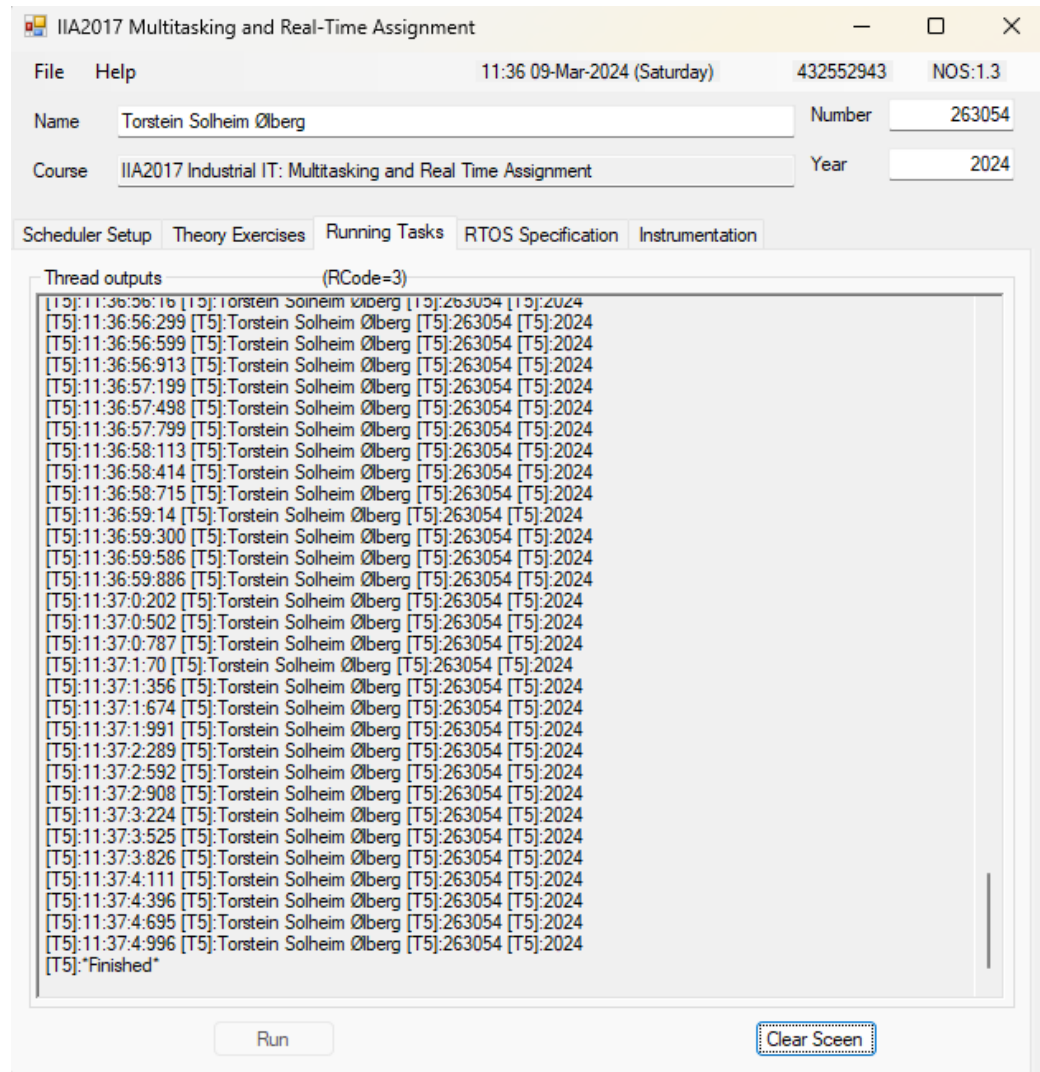 IIA2017 Multitasking and Real-Time Assignment
File Help 11:36 09-Mar-2024 (Saturday) 432552943 NOS:1.3
Name Torstein Solheim Ølberg Number 263054
Course IIA2017 Industrial IT: Multitasking and Real Time Assignment Year 2024
Scheduler Setup Theory Exercises Running Tasks RTOS Specification Instrumentation
Thread outputs (RCode=3)
[T5]:11:36:56:16 [T5]:Torstein Solheim Ølberg [T5]:263054 [T5]:2024
[T5]:11:36:56:299 [T5]:Torstein Solheim Ølberg [T5]:263054 [T5]:2024
[T5]:11:36:56:599 [T5]:Torstein Solheim Ølberg [T5]:263054 [T5]:2024
[T5]:11:36:56:913 [T5]:Torstein Solheim Ølberg [T5]:263054 [T5]:2024
[T5]:11:36:57:199 [T5]:Torstein Solheim Ølberg [T5]:263054 [T5]:2024
[T5]:11:36:57:498 [T5]:Torstein Solheim Ølberg [T5]:263054 [T5]:2024
[T5]:11:36:57:799 [T5]:Torstein Solheim Ølberg [T5]:263054 [T5]:2024
[T5]:11:36:58:113 [T5]:Torstein Solheim Ølberg [T5]:263054 [T5]:2024
[T5]:11:36:58:414 [T5]:Torstein Solheim Ølberg [T5]:263054 [T5]:2024
[T5]:11:36:58:715 [T5]:Torstein Solheim Ølberg [T5]:263054 [T5]:2024
[T5]:11:36:59:14 [T5]:Torstein Solheim Ølberg [T5]:263054 [T5]:2024
[T5]:11:36:59:300 [T5]:Torstein Solheim Ølberg [T5]:263054 [T5]:2024
[T5]:11:36:59:586 [T5]:Torstein Solheim Ølberg [T5]:263054 [T5]:2024
[T5]:11:36:59:886 [T5]:Torstein Solheim Ølberg [T5]:263054 [T5]:2024
[T5]:11:37:0:202 [T5]:Torstein Solheim Ølberg [T5]:263054 [T5]:2024
[T5]:11:37:0:502 [T5]:Torstein Solheim Ølberg [T5]:263054 [T5]:2024
[T5]:11:37:0:787 [T5]:Torstein Solheim Ølberg [T5]:263054 [T5]:2024
[T5]:11:37:1:70 [T5]:Torstein Solheim Ølberg [T5]:263054 [T5]:2024
[T5]:11:37:1:356 [T5]:Torstein Solheim Ølberg [T5]:263054 [T5]:2024
[T5]:11:37:1:674 [T5]:Torstein Solheim Ølberg [T5]:263054 [T5]:2024
[T5]:11:37:1:991 [T5]:Torstein Solheim Ølberg [T5]:263054 [T5]:2024
[T5]:11:37:2:289 [T5]:Torstein Solheim Ølberg [T5]:263054 [T5]:2024
[T5]:11:37:2:592 [T5]:Torstein Solheim Ølberg [T5]:263054 [T5]:2024
[T5]:11:37:2:908 [T5]:Torstein Solheim Ølberg [T5]:263054 [T5]:2024
[T5]:11:37:3:224 [T5]:Torstein Solheim Ølberg [T5]:263054 [T5]:2024
[T5]:11:37:3:525 [T5]:Torstein Solheim Ølberg [T5]:263054 [T5]:2024
[T5]:11:37:3:826 [T5]:Torstein Solheim Ølberg [T5]:263054 [T5]:2024
[T5]:11:37:4:111 [T5]:Torstein Solheim Ølberg [T5]:263054 [T5]:2024
[T5]:11:37:4:396 [T5]:Torstein Solheim Ølberg [T5]:263054 [T5]:2024
[T5]:11:37:4:695 [T5]:Torstein Solheim Ølberg [T5]:263054 [T5]:2024
[T5]:11:37:4:996 [T5]:Torstein Solheim Ølberg [T5]:263054 [T5]:2024
[T5]:*Finished*
Run Clear Sceen